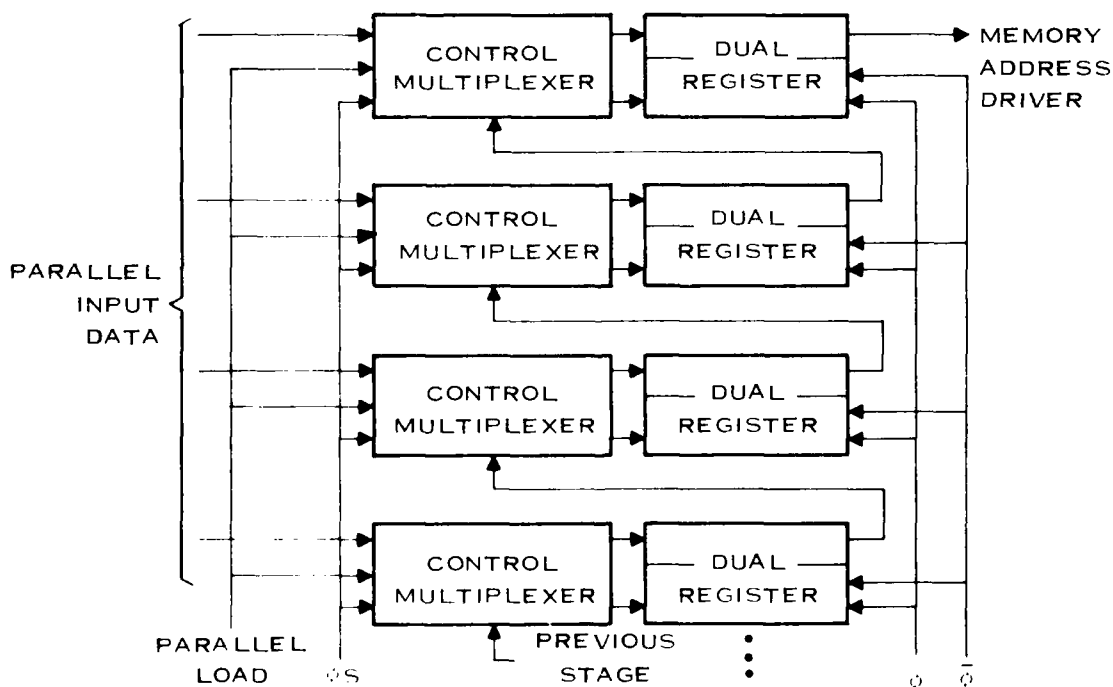 CONTROL
MULTIPLEXER
DUAL
REGISTER
MEMORY
ADDRESS
DRIVER
CONTROL
MULTIPLEXER
DUAL
REGISTER
PARALLEL
INPUT
DATA
CONTROL
MULTIPLEXER
DUAL
REGISTER
CONTROL
MULTIPLEXER
DUAL
REGISTER
PARALLEL
LOAD
PREVIOUS
STAGE